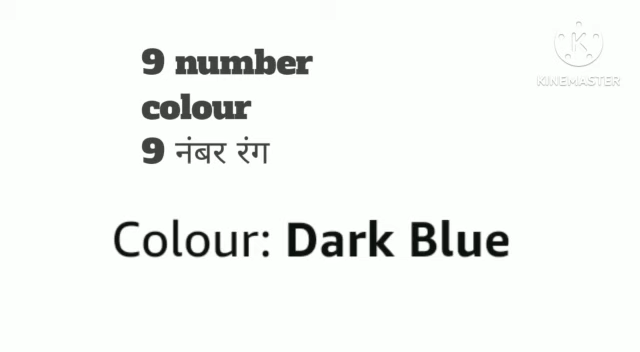 9 number
colour
9 नंबर रंग
Colour: Dark Blue
KINEMASTER